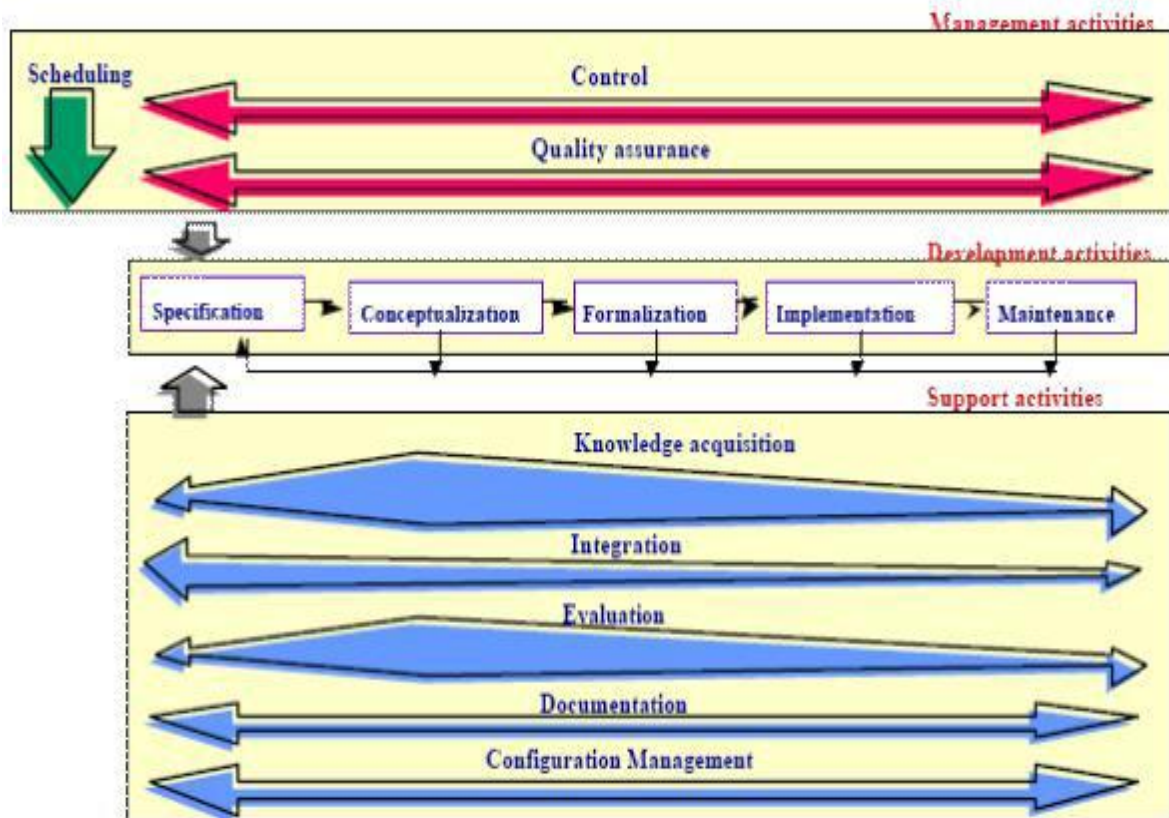 Management activities
Scheduling
Control
Quality assurance
Development activities
Specification
Conceptualization
Formalization
Implementation
Maintenance
Support activities
Knowledge acquisition
Integration
Evaluation
Documentation
Configuration Management